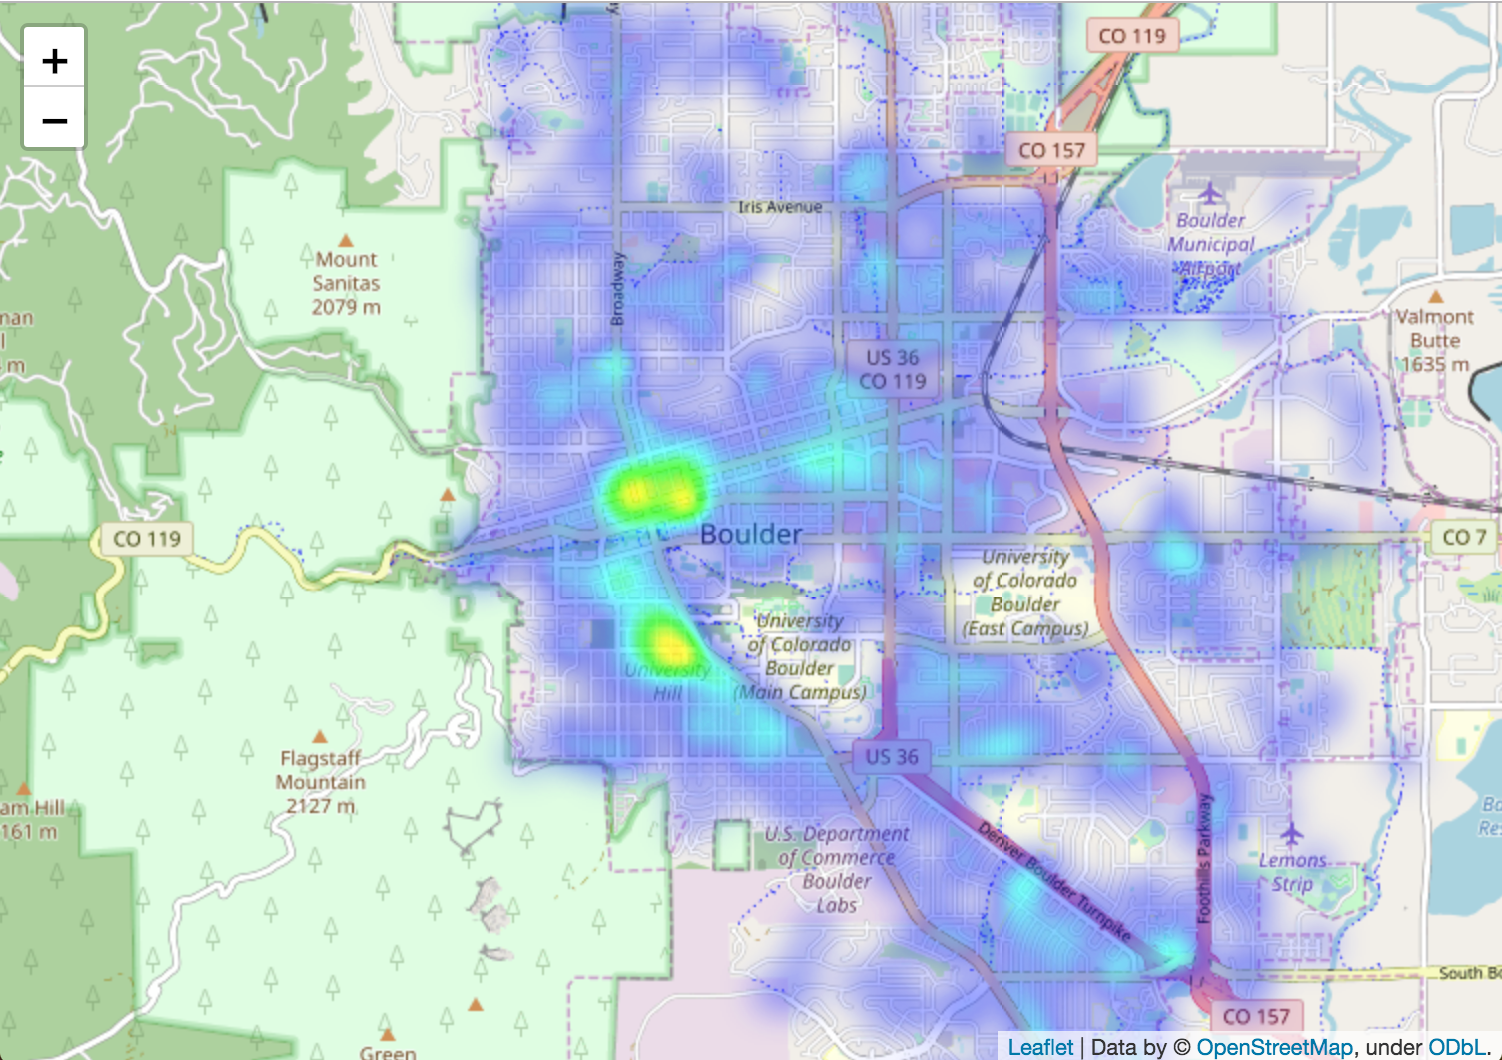 +
−
CO 119
CO 157
Iris Avenue
Boulder
Municipal
Airport
Mount
Sanitas
2079 m
Broadway
Valmont
Butte
1635 m
nan
l
m
US 36
CO 119
CO 119
Boulder
CO 7
University
of Colorado
Boulder
(East Campus)
University
of Colorado
Boulder
(Main Campus)
University
Hill
Flagstaff
Mountain
2127 m
am Hill
161 m
US 36
U.S. Department
of Commerce
Boulder
Labs
Denver Boulder Turnpike
Foothills Parkway
Lemons
Strip
Ba
Res
South Bo
CO 157
Green
Leaflet | Data by © OpenStreetMap, under ODbL.